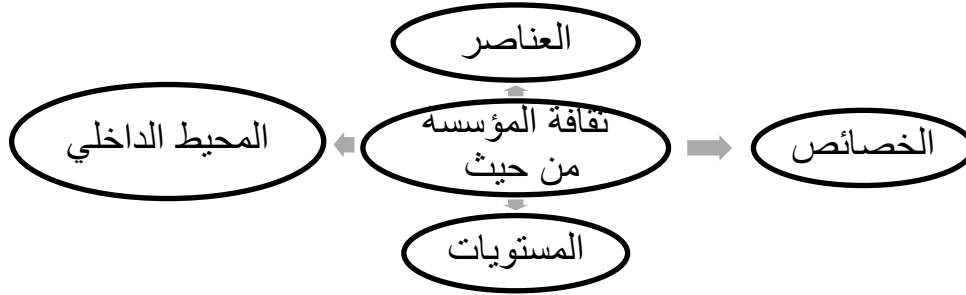 العناصر
ثقافة المؤسسة
من حيث
الخصائص
المحيط الداخلي
المستويات